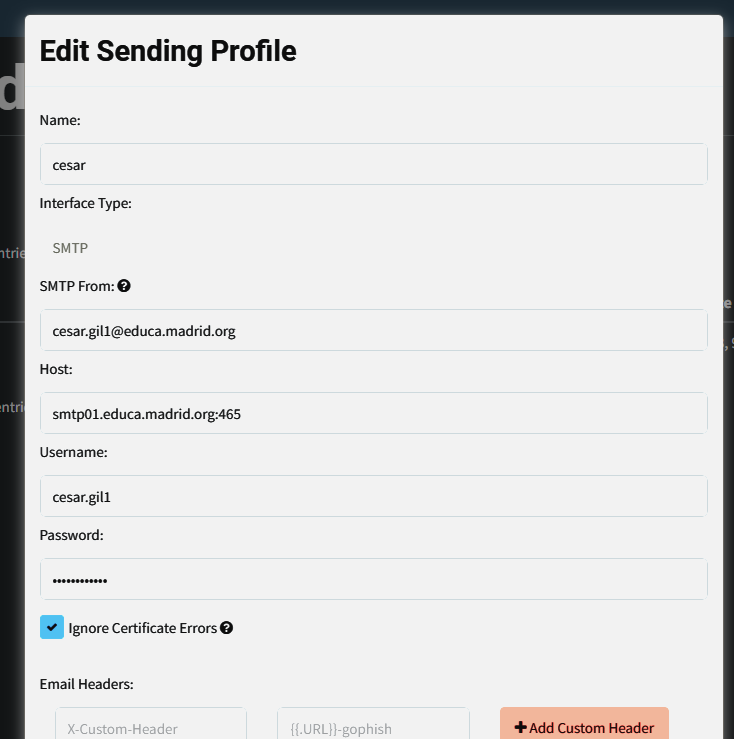 Edit Sending Profile
Name:
cesar
Interface Type:
SMTP
SMTP From:
cesar.gil1@educa.madrid.org
Host:
smtp01.educa.madrid.org:465
Username:
cesar.gil1
Password:
••••••••••••
Ignore Certificate Errors
Email Headers:
X-Custom-Header
{{.URL}}-gophish
Add Custom Header